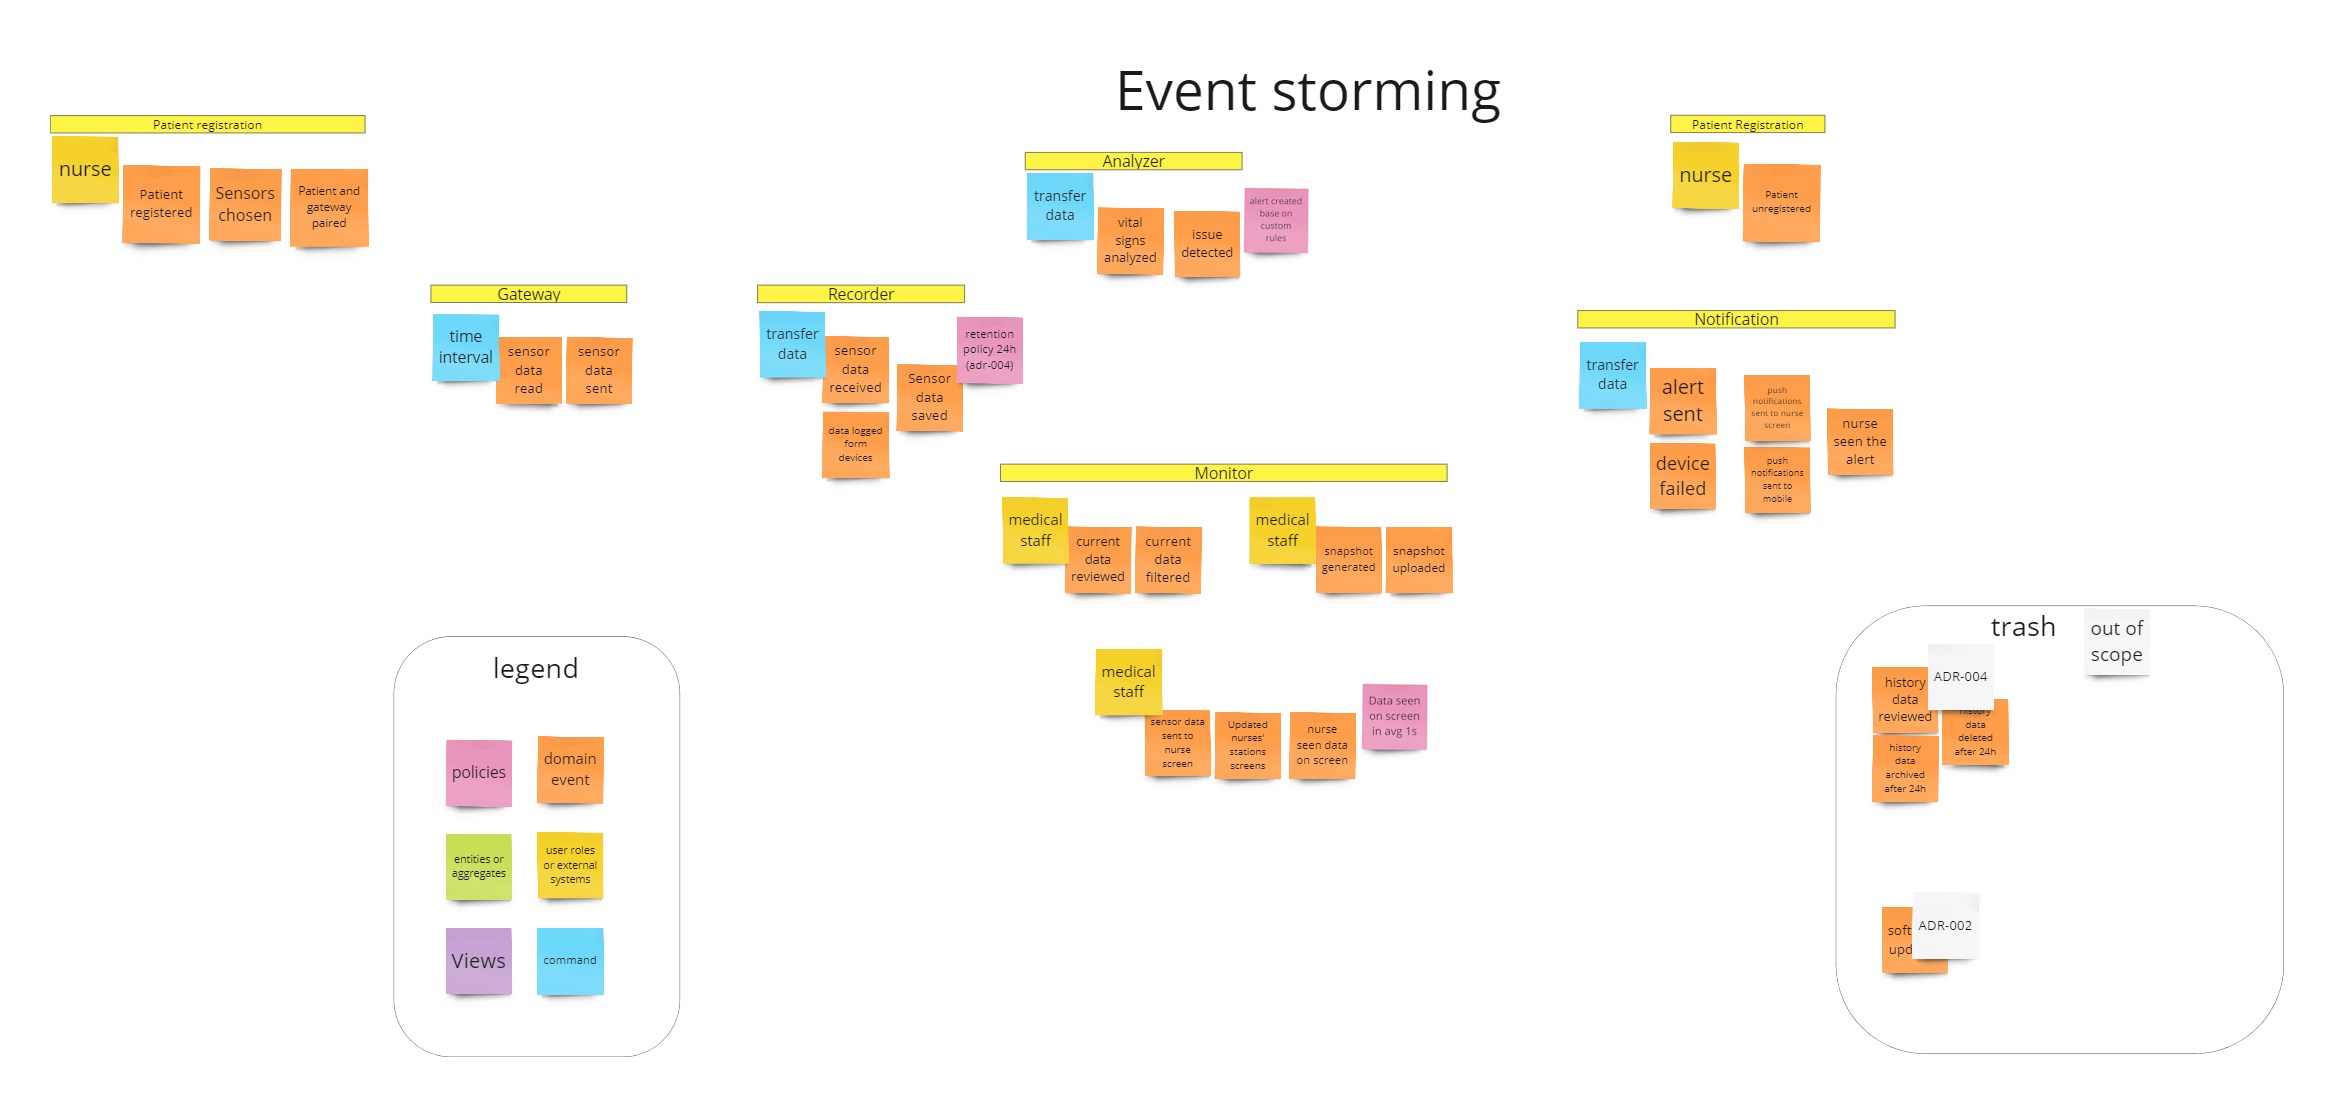 Event storming
Patient registration
nurse
Patient
registered
Sensors
chosen
Patient and
gateway
paired
Gateway
time
interval
sensor
data
read
sensor
data
sent
Recorder
transfer
data
sensor
data
received
data logged
form
devices
Sensor
data
saved
retention
policy 24h
(adr-004)
Analyzer
transfer
data
vital
signs
analyzed
issue
detected
alert created
base on
custom
rules
Monitor
medical
staff
current
data
reviewed
current
data
filtered
medical
staff
snapshot
generated
snapshot
uploaded
medical
staff
sensor data
sent to
nurse
screen
Updated
nurses'
stations
screens
nurse
seen data
on screen
Data seen
on screen
in avg 1s
Patient Registration
nurse
Patient
unregistered
Notification
transfer
data
alert
sent
device
failed
push
notifications
sent to nurse
screen
push
notifications
sent to
mobile
nurse
seen the
alert
legend
policies
domain
event
entities or
aggregates
user roles
or external
systems
Views
command
trash
out of
scope
history
data
reviewed
ADR-004
history
data
deleted
after 24h
history
data
archived
after 24h
soft
upd
ADR-002